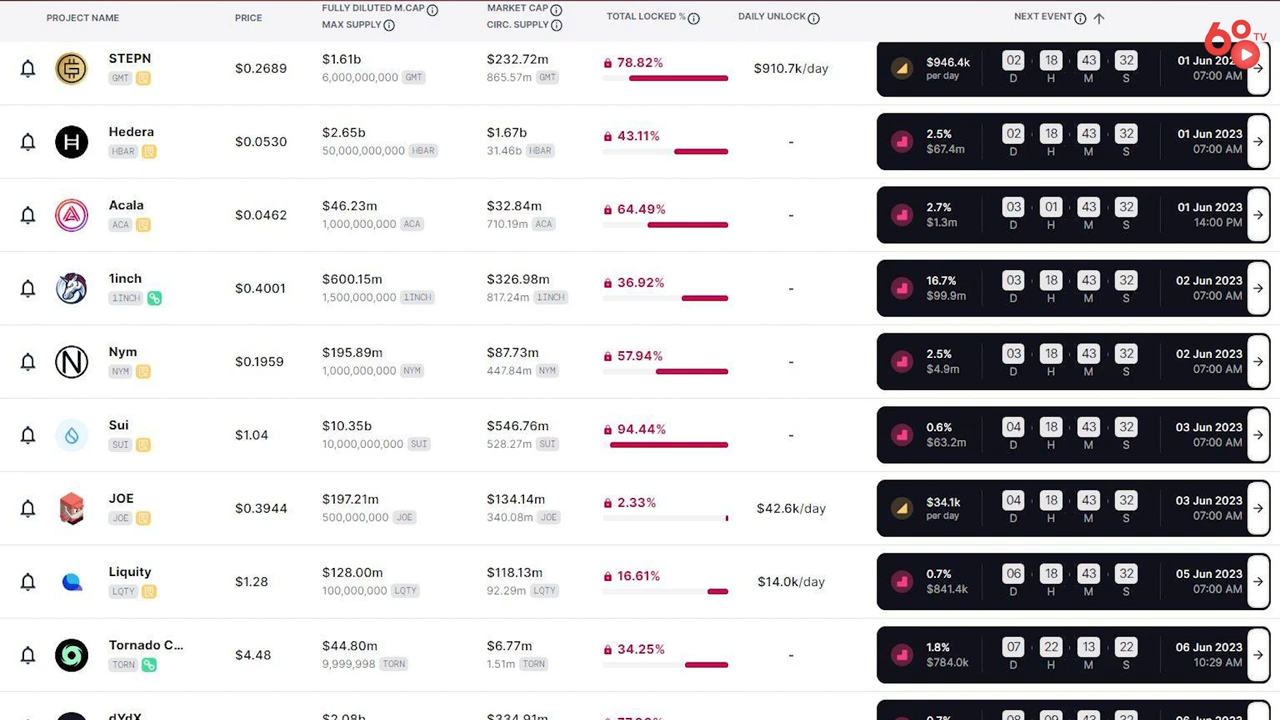 PROJECT NAME
PRICE
FULLY DILUTED M.CAP
MAX SUPPLY
MARKET CAP
CIRC. SUPPLY
TOTAL LOCKED %
DAILY UNLOCK
NEXT EVENT
60 TV
STEPN
GMT
$0.2689
$1.61b
6,000,000,000 GMT
$232.72m
865.57m GMT
78.82%
$910.7k/day
$946.4k
per day
02 18 43 32
D H M S
01 Jun 2023
07:00 AM
Hedera
HBAR
$0.0530
$2.65b
50,000,000,000 HBAR
$1.67b
31.46b HBAR
43.11%
-
2.5%
$67.4m
02 18 43 32
D H M S
01 Jun 2023
07:00 AM
Acala
ACA
$0.0462
$46.23m
1,000,000,000 ACA
$32.84m
710.19m ACA
64.49%
-
2.7%
$1.3m
03 01 43 32
D H M S
01 Jun 2023
14:00 PM
1inch
1INCH
$0.4001
$600.15m
1,500,000,000 1INCH
$326.98m
817.24m 1INCH
36.92%
-
16.7%
$99.9m
03 18 43 32
D H M S
02 Jun 2023
07:00 AM
Nym
NYM
$0.1959
$195.89m
1,000,000,000 NYM
$87.73m
447.84m NYM
57.94%
-
2.5%
$4.9m
03 18 43 32
D H M S
02 Jun 2023
07:00 AM
Sui
SUI
$1.04
$10.35b
10,000,000,000 SUI
$546.76m
528.27m SUI
94.44%
-
0.6%
$63.2m
04 18 43 32
D H M S
03 Jun 2023
07:00 AM
JOE
JOE
$0.3944
$197.21m
500,000,000 JOE
$134.14m
340.08m JOE
2.33%
$42.6k/day
$34.1k
per day
04 18 43 32
D H M S
03 Jun 2023
07:00 AM
Liquity
LQTY
$1.28
$128.00m
100,000,000 LQTY
$118.13m
92.29m LQTY
16.61%
$14.0k/day
0.7%
$841.4k
06 18 43 32
D H M S
05 Jun 2023
07:00 AM
Tornado C...
TORN
$4.48
$44.80m
9,999,998 TORN
$6.77m
1.51m TORN
34.25%
-
1.8%
$784.0k
07 22 13 22
D H M S
06 Jun 2023
10:29 AM
dYdX
$2.08b
$334.91m